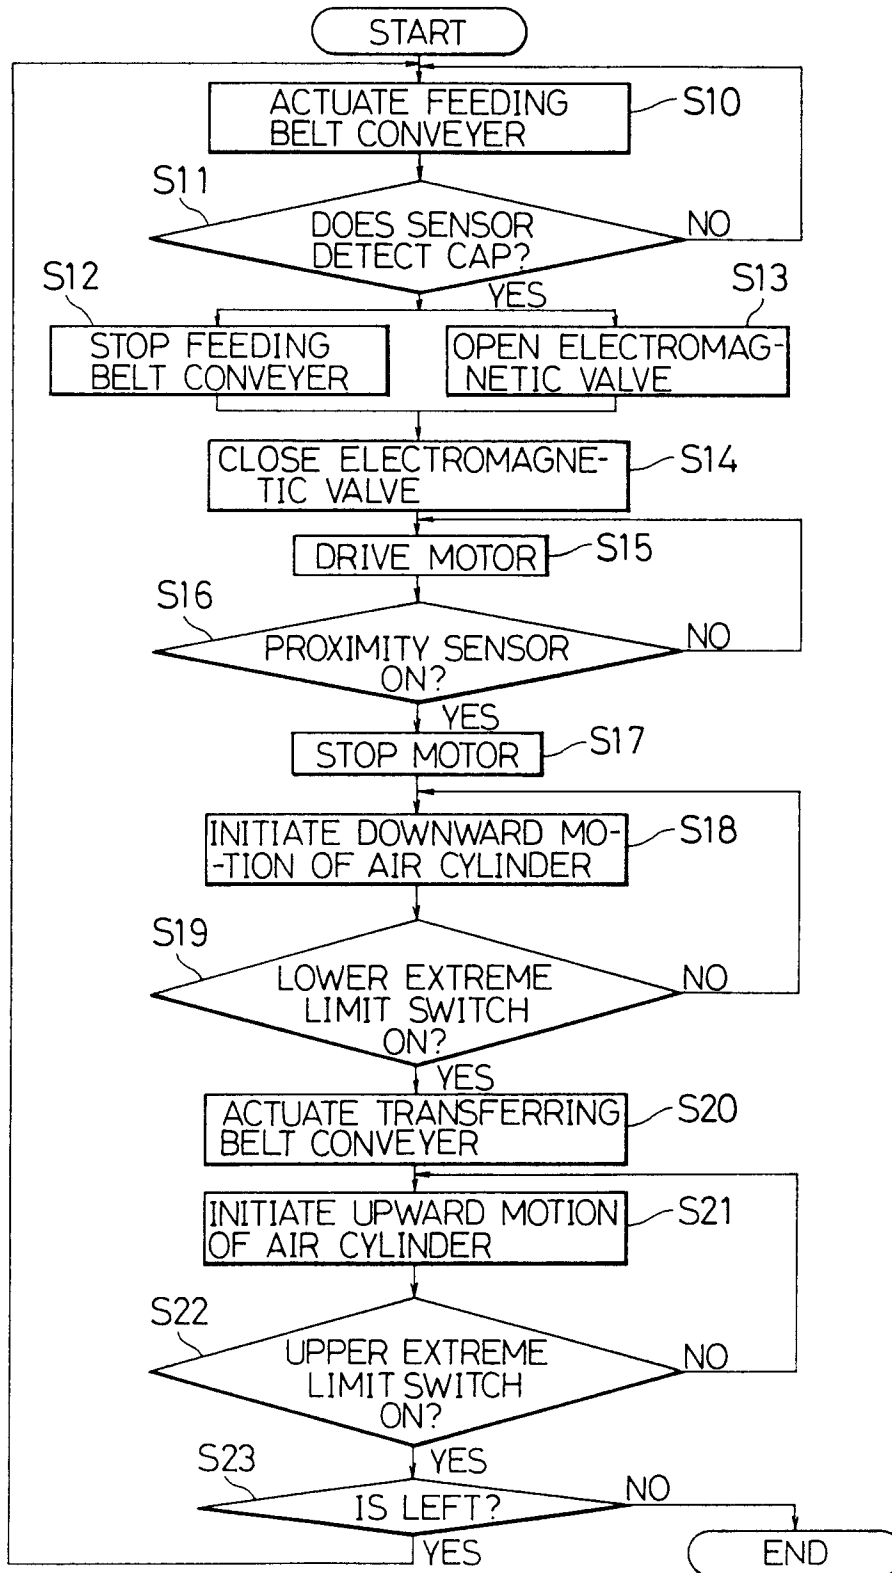 START
ACTUATE FEEDING
BELT CONVEYER
S10
S11
DOES SENSOR
DETECT CAP?
NO
YES
S12
S13
STOP FEEDING
BELT CONVEYER
OPEN ELECTROMAG-
NETIC VALVE
CLOSE ELECTROMAGNE-
TIC VALVE
S14
DRIVE MOTOR
S15
S16
PROXIMITY SENSOR
ON?
NO
YES
STOP MOTOR
S17
INITIATE DOWNWARD MO-
-TION OF AIR CYLINDER
S18
S19
LOWER EXTREME
LIMIT SWITCH
ON?
NO
YES
ACTUATE TRANSFERRING
BELT CONVEYER
S20
INITIATE UPWARD MOTION
OF AIR CYLINDER
S21
S22
UPPER EXTREME
LIMIT SWITCH
ON?
NO
YES
S23
IS LEFT?
NO
YES
END